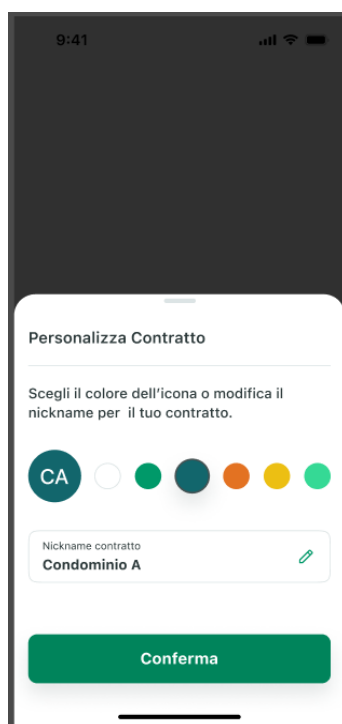 9:41
Personalizza Contratto
Scegli il colore dell'icona o modifica il
nickname per il tuo contratto.
CA
Nickname contratto
Condominio A
Conferma